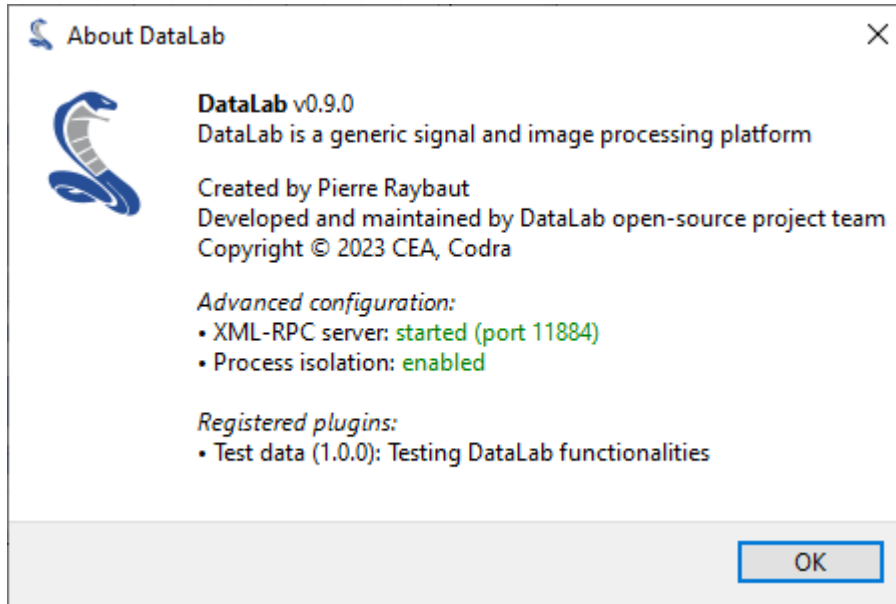 About DataLab
DataLab v0.9.0
DataLab is a generic signal and image processing platform
Created by Pierre Raybaut
Developed and maintained by DataLab open-source project team
Copyright © 2023 CEA, Codra
Advanced configuration:
• XML-RPC server: started (port 11884)
• Process isolation: enabled
Registered plugins:
• Test data (1.0.0): Testing DataLab functionalities
OK